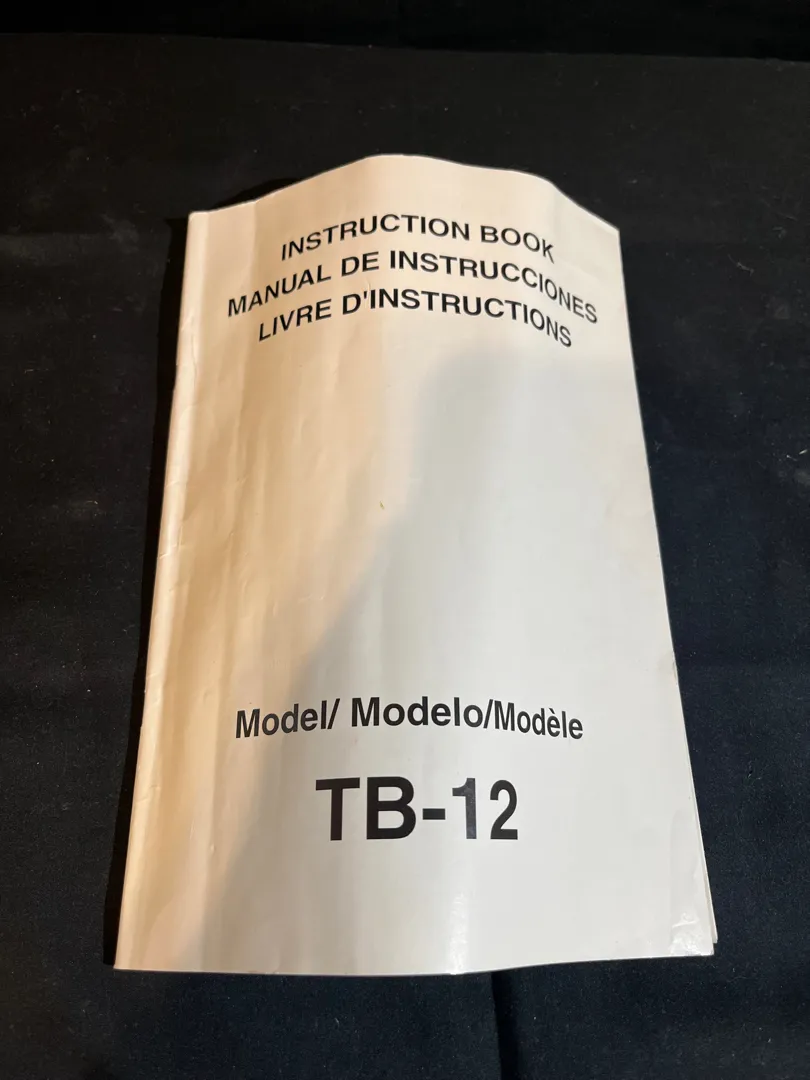 INSTRUCTION BOOK
MANUAL DE INSTRUCCIONES
LIVRE D'INSTRUCTIONS
Model/ Modelo/Modèle
TB-12